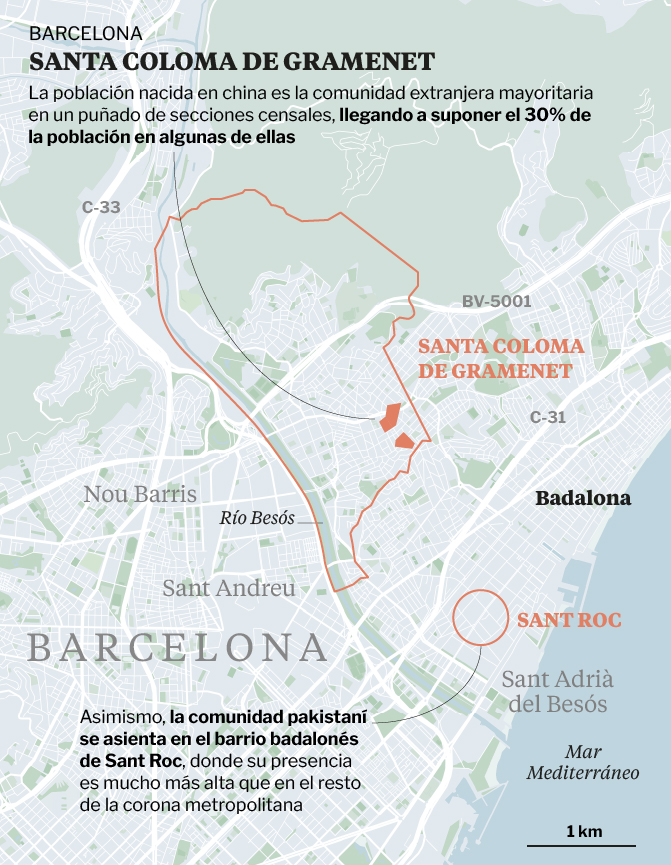 BARCELONA
SANTA COLOMA DE GRAMENET
La población nacida en china es la comunidad extranjera mayoritaria
en un puñado de secciones censales, llegando a suponer el 30% de
la población en algunas de ellas
C-33
BV-5001
SANTA COLOMA
DE GRAMENET
C-31
Nou Barris
Badalona
Río Besós
Sant Andreu
SANT ROC
BARCELONA
Sant Adrià
del Besós
Asimismo, la comunidad pakistaní
se asienta en el barrio badalonés
de Sant Roc, donde su presencia
es mucho más alta que en el resto
de la corona metropolitana
Mar
Mediterráneo
1 km